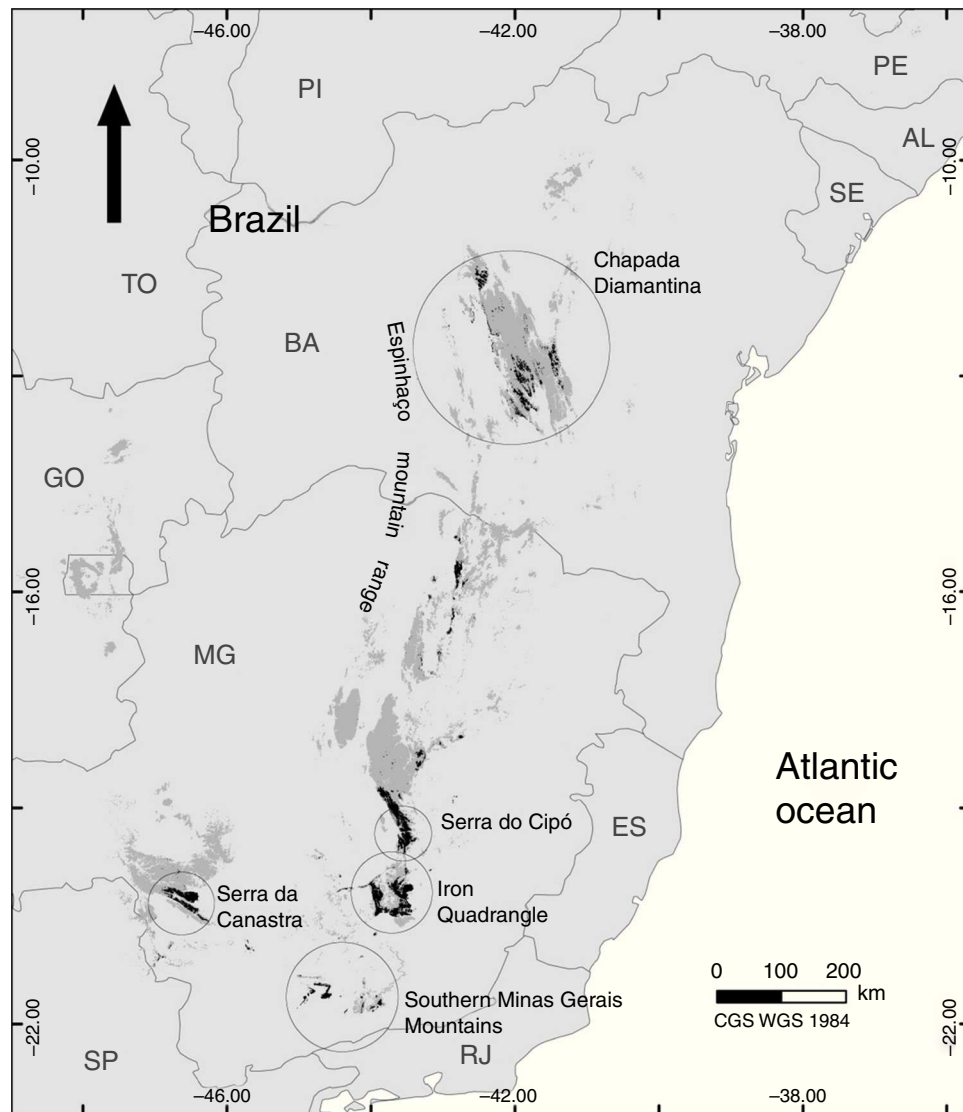 −46.00
−42.00
−38.00
PE
PI
AL
−10.00
−10.00
SE
Brazil
Chapada
Diamantina
TO
BA
Espinhaço mountain range
GO
−16.00
−16.00
MG
Atlantic
ocean
Serra do Cipó
ES
Serra da
Canastra
Iron
Quadrangle
0 100 200
km
Southern Minas Gerais
Mountains
CGS WGS 1984
−22.00
−22.00
SP
RJ
−46.00
−42.00
−38.00